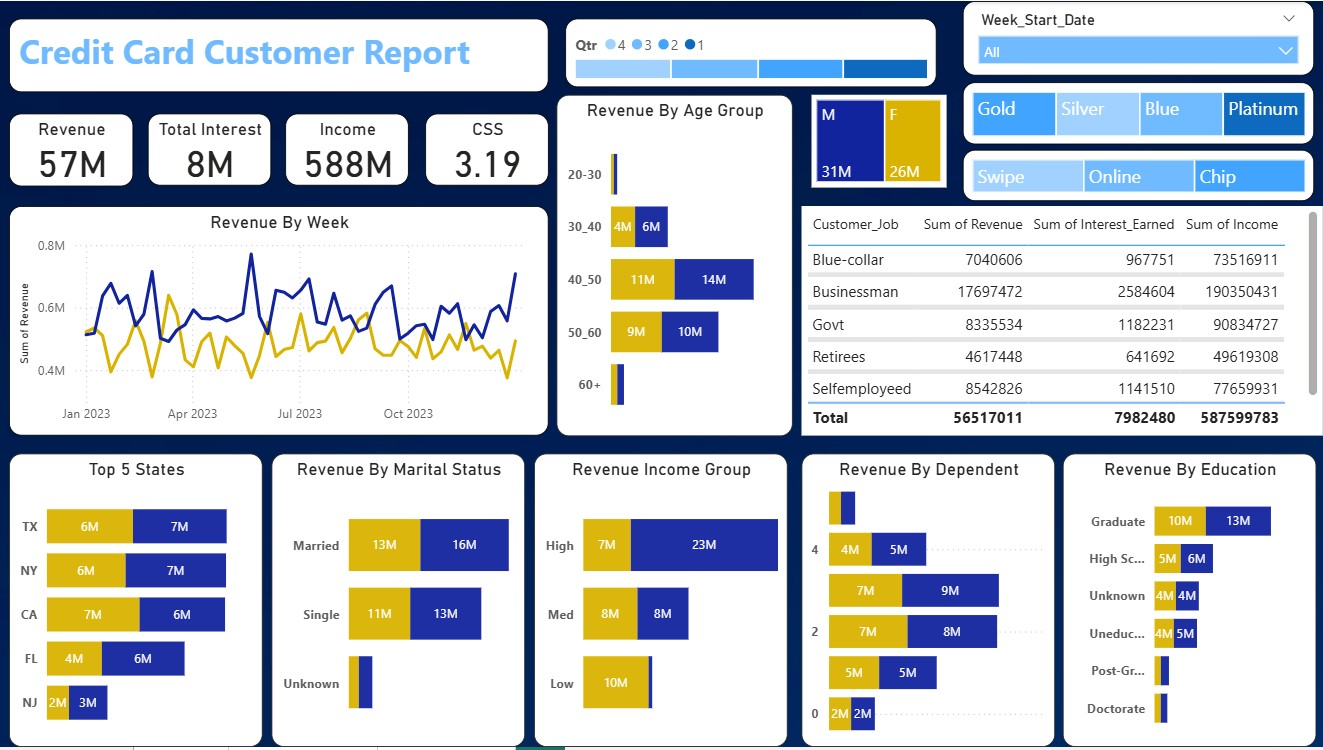 Credit Card Customer Report
Qtr 4 3 2 1
Week_Start_Date
All
Gold Silver Blue Platinum
Swipe Online Chip
Revenue
57M
Total Interest
8M
Income
588M
CSS
3.19
Revenue By Week
Sum of Revenue
0.8M
0.6M
0.4M
Jan 2023 Apr 2023 Jul 2023 Oct 2023
Revenue By Age Group
20-30
30_40 4M 6M
40_50 11M 14M
50_60 9M 10M
60+
M F
31M 26M
Customer_Job Sum of Revenue Sum of Interest_Earned Sum of Income
Blue-collar 7040606 967751 73516911
Businessman 17697472 2584604 190350431
Govt 8335534 1182231 90834727
Retirees 4617448 641692 49619308
Selfemployeed 8542826 1141510 77659931
Total 56517011 7982480 587599783
Top 5 States
TX 6M 7M
NY 6M 7M
CA 7M 6M
FL 4M 6M
NJ 2M 3M
Revenue By Marital Status
Married 13M 16M
Single 11M 13M
Unknown
Revenue Income Group
High 7M 23M
Med 8M 8M
Low 10M
Revenue By Dependent
4 4M 5M
7M 9M
2 7M 8M
5M 5M
0 2M 2M
Revenue By Education
Graduate 10M 13M
High Sc... 5M 6M
Unknown 4M 4M
Uneduc... 4M 5M
Post-Gr...
Doctorate